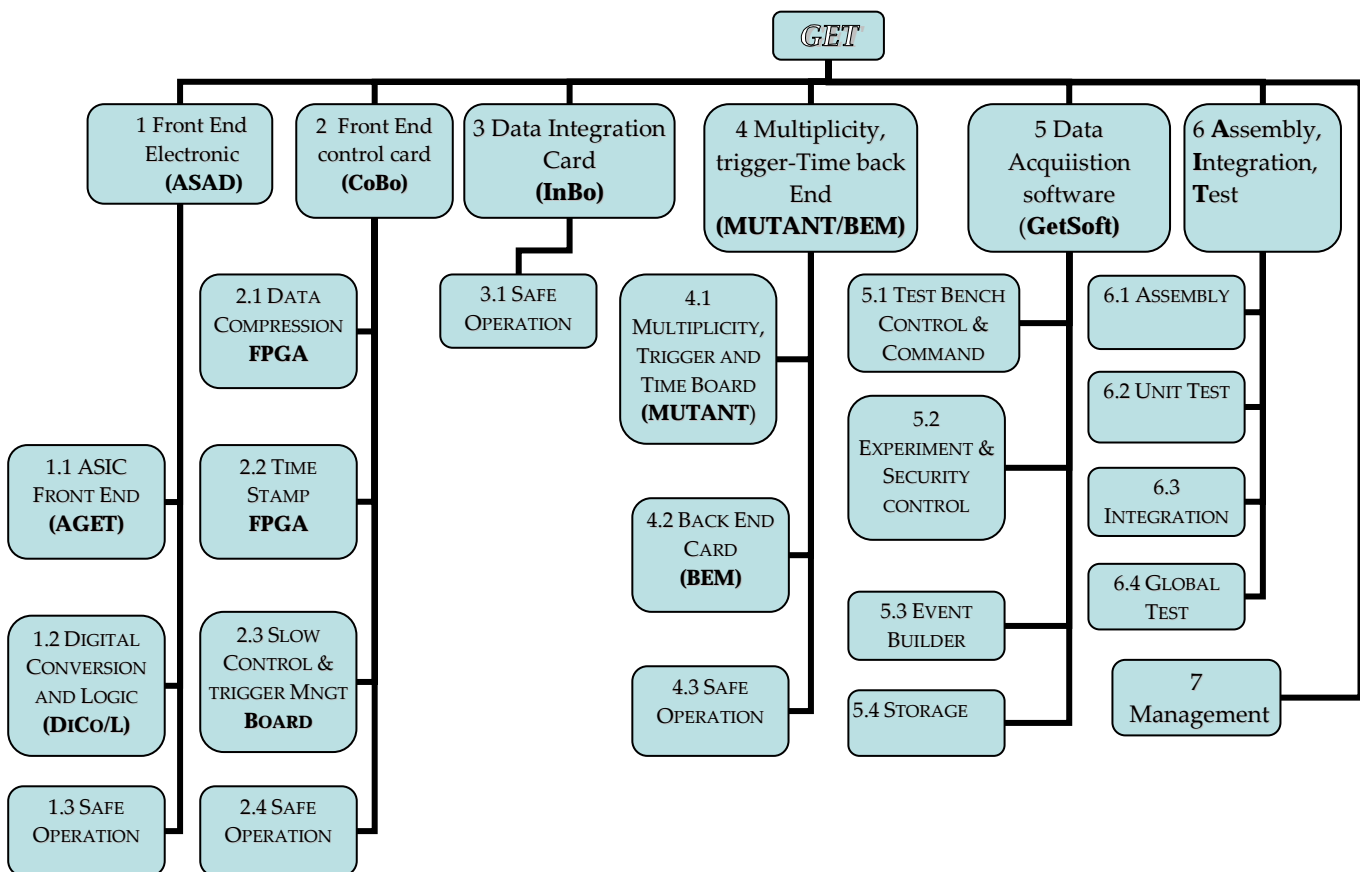 GET
1 Front End
Electronic
(ASAD)
2 Front End
control card
(CoBo)
3 Data Integration
Card
(InBo)
4 Multiplicity,
trigger-Time back
End
(MUTANT/BEM)
5 Data
Acquiistion
software
(GetSoft)
6 Assembly,
Integration,
Test
1.1 ASIC
FRONT END
(AGET)
1.2 DIGITAL
CONVERSION
AND LOGIC
(DICO/L)
1.3 SAFE
OPERATION
2.1 DATA
COMPRESSION
FPGA
2.2 TIME
STAMP
FPGA
2.3 SLOW
CONTROL &
TRIGGER MNGT
BOARD
2.4 SAFE
OPERATION
3.1 SAFE
OPERATION
4.1
MULTIPLICITY,
TRIGGER AND
TIME BOARD
(MUTANT)
4.2 BACK END
CARD
(BEM)
4.3 SAFE
OPERATION
5.1 TEST BENCH
CONTROL &
COMMAND
5.2
EXPERIMENT &
SECURITY
CONTROL
5.3 EVENT
BUILDER
5.4 STORAGE
6.1 ASSEMBLY
6.2 UNIT TEST
6.3
INTEGRATION
6.4 GLOBAL
TEST
7
Management